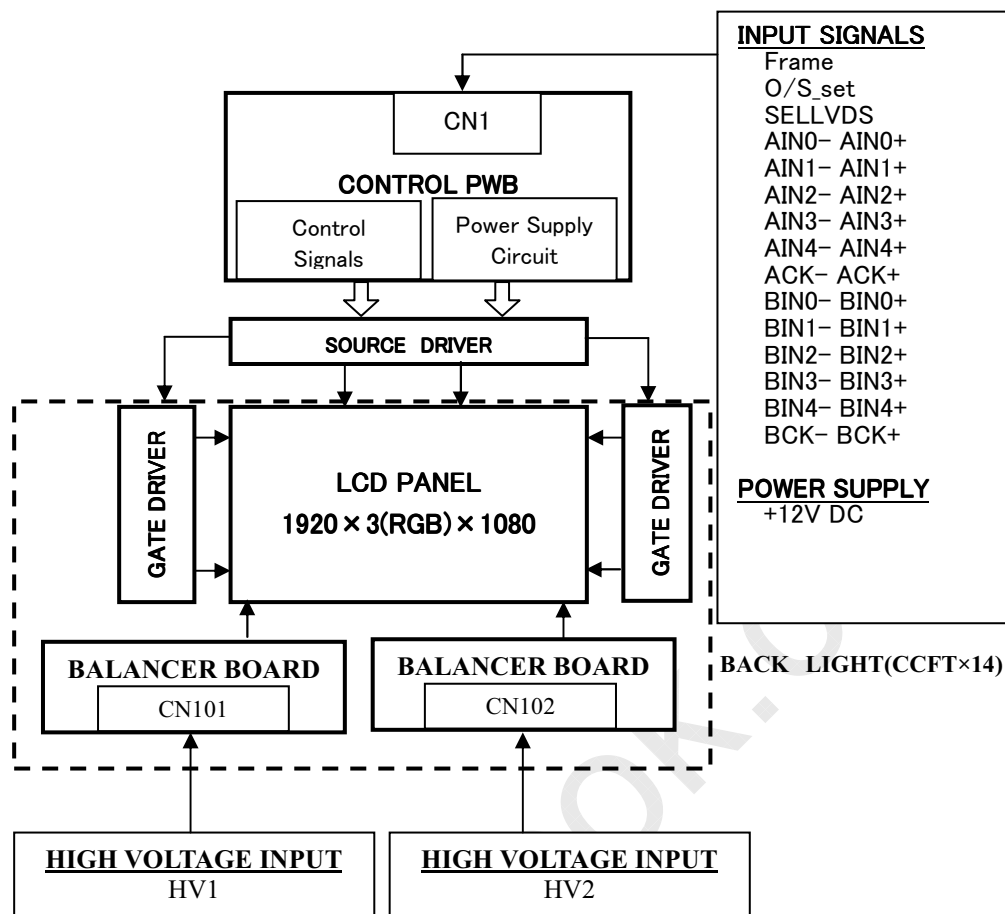 INPUT SIGNALS
Frame
O/S_set
SELLVDS
AIN0− AIN0+
AIN1− AIN1+
AIN2− AIN2+
AIN3− AIN3+
AIN4− AIN4+
ACK− ACK+
BIN0− BIN0+
BIN1− BIN1+
BIN2− BIN2+
BIN3− BIN3+
BIN4− BIN4+
BCK− BCK+
POWER SUPPLY
+12V DC
CN1
CONTROL PWB
Control
Signals
Power Supply
Circuit
SOURCE DRIVER
GATE DRIVER
LCD PANEL
1920×3(RGB)×1080
GATE DRIVER
BALANCER BOARD
CN101
BALANCER BOARD
CN102
BACK LIGHT(CCFT×14)
HIGH VOLTAGE INPUT
HV1
HIGH VOLTAGE INPUT
HV2